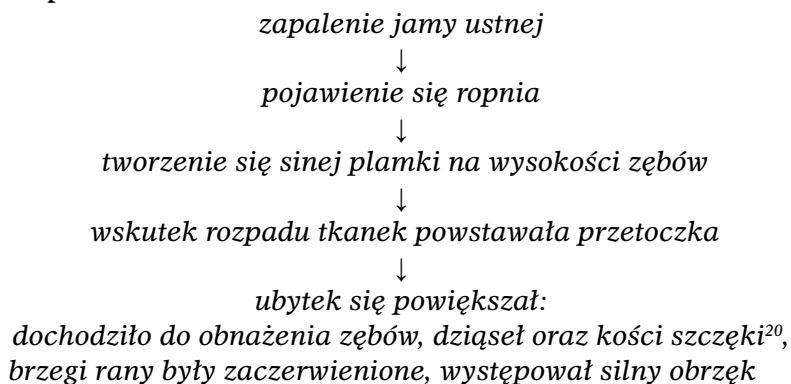 zapalenie jamy ustnej
↓
pojawienie się ropnia
↓
tworzenie się sinej plamki na wysokości zębów
↓
wskutek rozpadu tkanek powstawała przetoczka
↓
ubytek się powiększał:
dochodziło do obnażenia zębów, dziąseł oraz kości szczęki²⁰,
brzegi rany były zaczerwienione, występował silny obrzęk